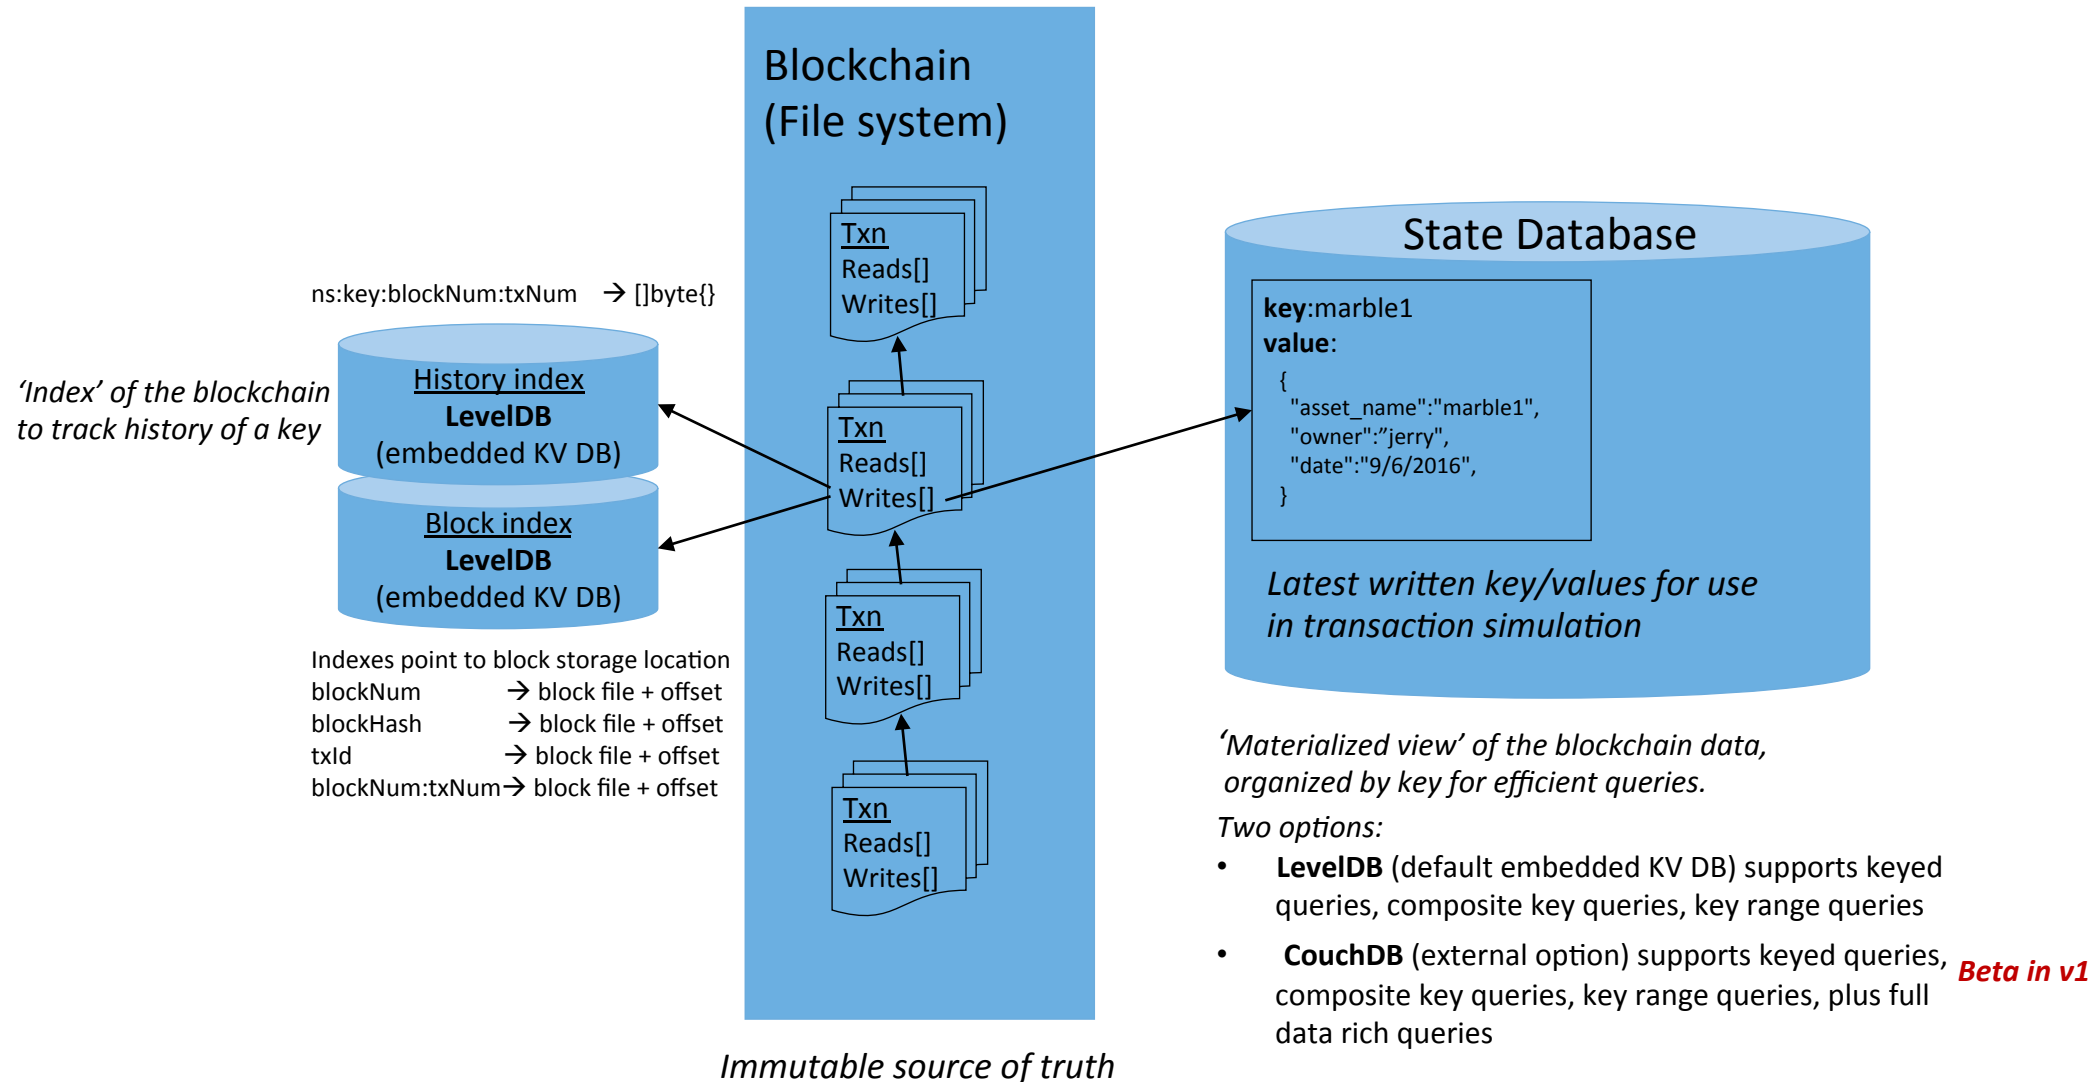 Blockchain
(File system)
Txn
Reads[]
Writes[]
Txn
Reads[]
Writes[]
Txn
Reads[]
Writes[]
Txn
Reads[]
Writes[]
Immutable source of truth
ns:key:blockNum:txNum → []byte{}
‘Index’ of the blockchain
to track history of a key
History index
LevelDB
(embedded KV DB)
Block index
LevelDB
(embedded KV DB)
Indexes point to block storage location
blockNum → block file + offset
blockHash → block file + offset
txId → block file + offset
blockNum:txNum→ block file + offset
State Database
key:marble1
value:
{
"asset_name":"marble1",
"owner":”jerry",
"date":"9/6/2016",
}
Latest written key/values for use
in transaction simulation
‘Materialized view’ of the blockchain data,
organized by key for efficient queries.
Two options:
• LevelDB (default embedded KV DB) supports keyed
queries, composite key queries, key range queries
• CouchDB (external option) supports keyed queries,
composite key queries, key range queries, plus full
data rich queries
Beta in v1